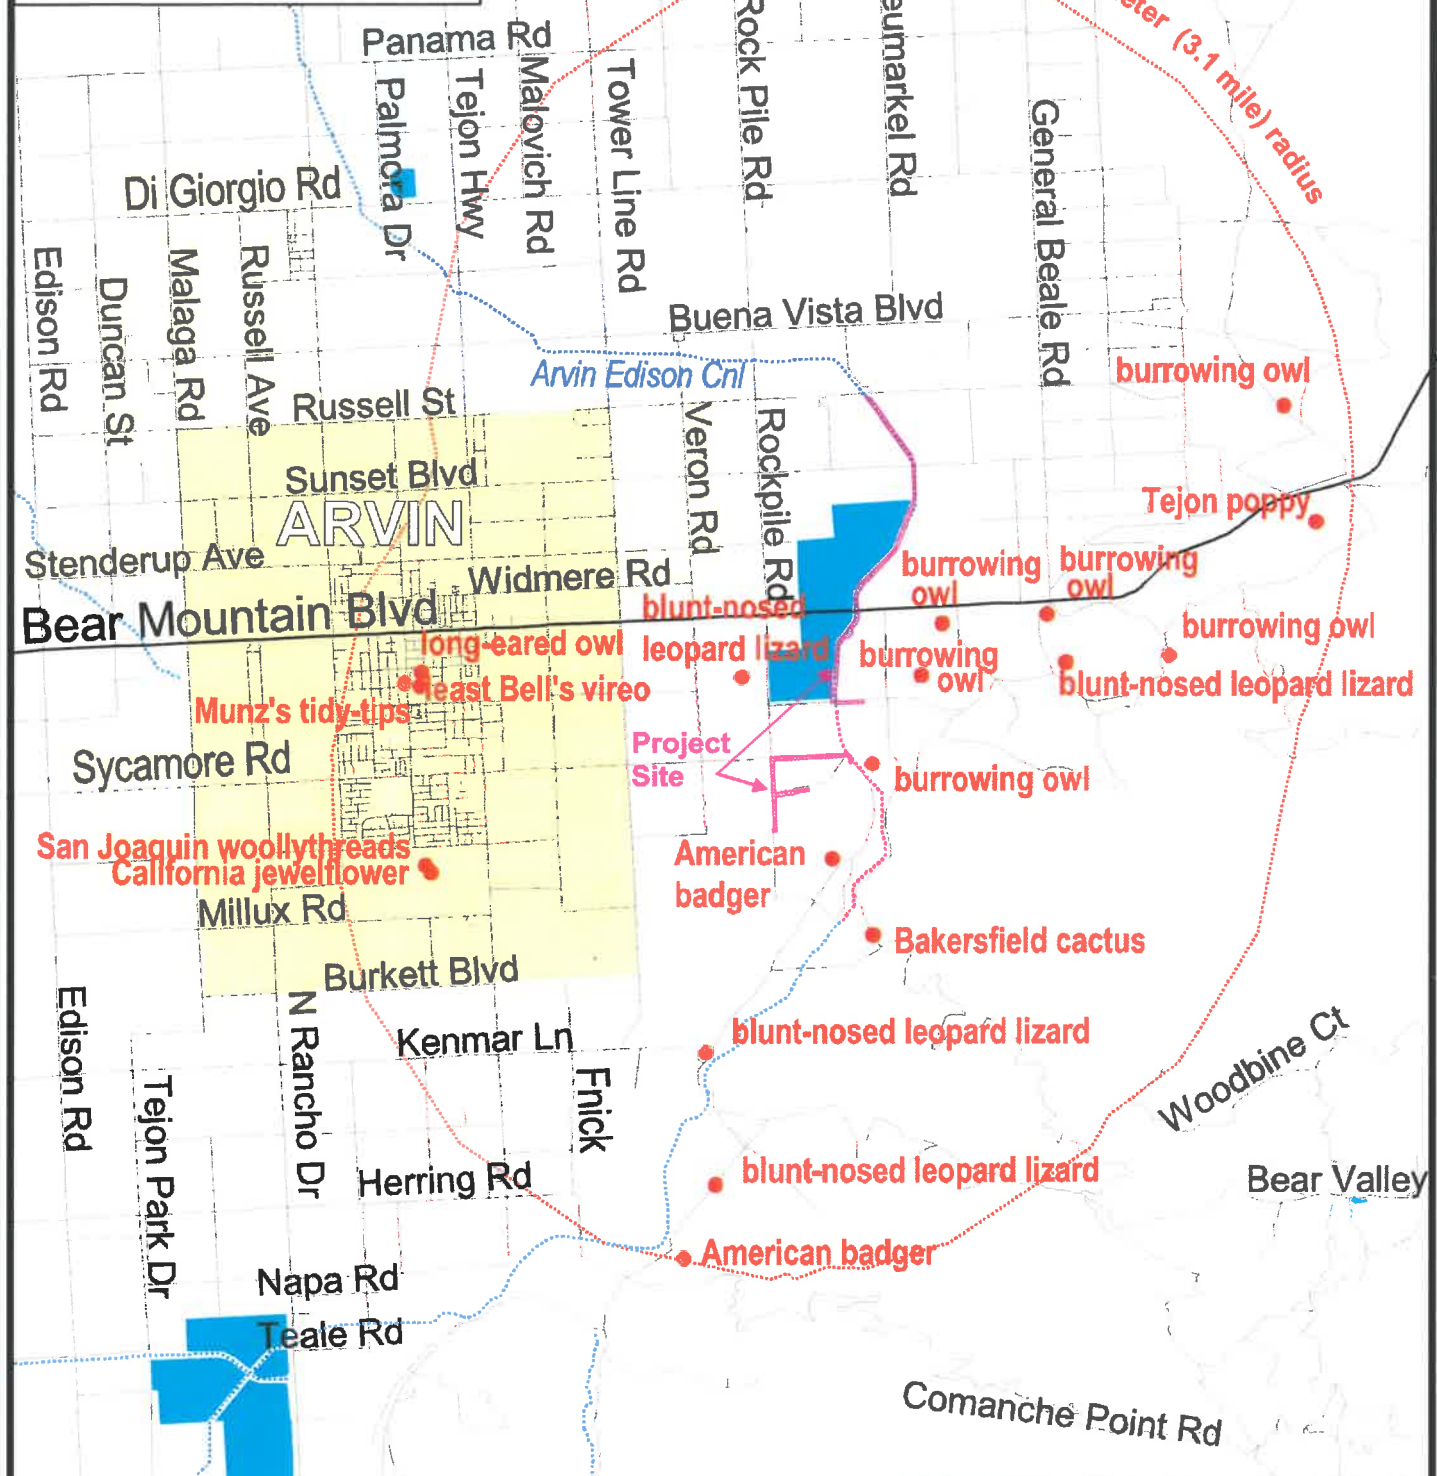 Panama Rd
Palmora Dr
Tejon Hwy
Malovich Rd
Tower Line Rd
Rock Pile Rd
eumarkel Rd
General Beale Rd
eter (3.1 mile) radius
Di Giorgio Rd
Edison Rd
Duncan St
Malaga Rd
Russell Ave
Buena Vista Blvd
Arvin Edison Cnl
burrowing owl
Russell St
Veron Rd
Rockpile Rd
Sunset Blvd
ARVIN
Tejon poppy
Stenderup Ave
Widmere Rd
burrowing
owl
burrowing
owl
Bear Mountain Blvd
blunt-nosed
leopard lizard
long-eared owl
burrowing owl
burrowing
owl
blunt-nosed leopard lizard
least Bell's vireo
Munz's tidy-tips
Sycamore Rd
Project
Site
burrowing owl
San Joaquin woollythreads
California jewelflower
American
badger
Millux Rd
Bakersfield cactus
Burkett Blvd
Edison Rd
N Rancho Dr
Kenmar Ln
blunt-nosed leopard lizard
Woodbine Ct
Fnick
Tejon Park Dr
Herring Rd
blunt-nosed leopard lizard
Bear Valley
American badger
Napa Rd
Teale Rd
Comanche Point Rd